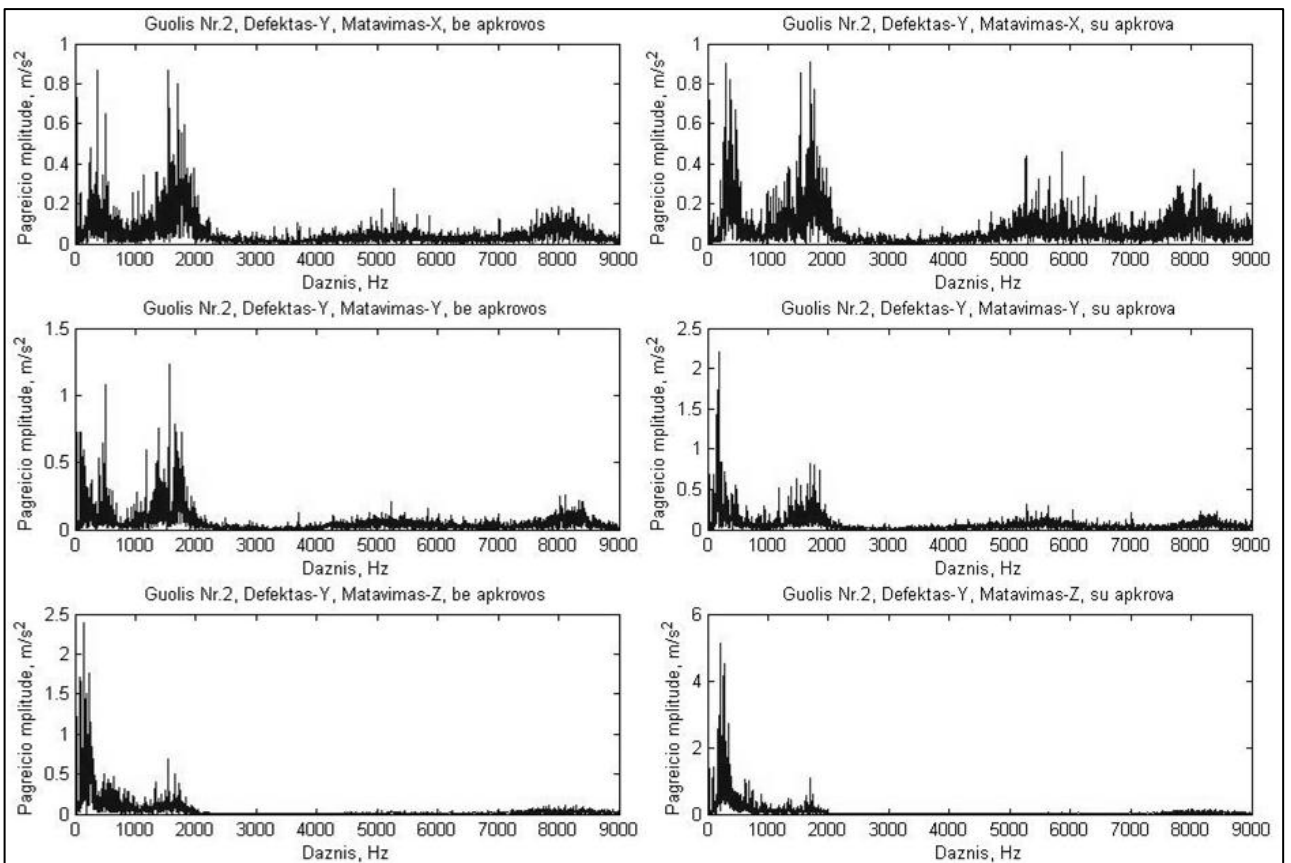 Guolis Nr.2, Defektas-Y, Matavimas-X, be apkrovos
Pagreicio mplitude, m/s²
1
0.8
0.6
0.4
0.2
0
0 1000 2000 3000 4000 5000 6000 7000 8000 9000
Daznis, Hz
Guolis Nr.2, Defektas-Y, Matavimas-X, su aprova
Pagreicio mplitude, m/s²
1
0.8
0.6
0.4
0.2
0
0 1000 2000 3000 4000 5000 6000 7000 8000 9000
Daznis, Hz
Guolis Nr.2, Defektas-Y, Matavimas-Y, be apkrovos
Pagreicio mplitude, m/s²
1.5
1
0.5
0
0 1000 2000 3000 4000 5000 6000 7000 8000 9000
Daznis, Hz
Guolis Nr.2, Defektas-Y, Matavimas-Y, su aprova
Pagreicio mplitude, m/s²
2.5
2
1.5
1
0.5
0
0 1000 2000 3000 4000 5000 6000 7000 8000 9000
Daznis, Hz
Guolis Nr.2, Defektas-Y, Matavimas-Z, be apkrovos
Pagreicio mplitude, m/s²
2.5
2
1.5
1
0.5
0
0 1000 2000 3000 4000 5000 6000 7000 8000 9000
Daznis, Hz
Guolis Nr.2, Defektas-Y, Matavimas-Z, su apkrova
Pagreicio mplitude, m/s²
6
4
2
0
0 1000 2000 3000 4000 5000 6000 7000 8000 9000
Daznis, Hz